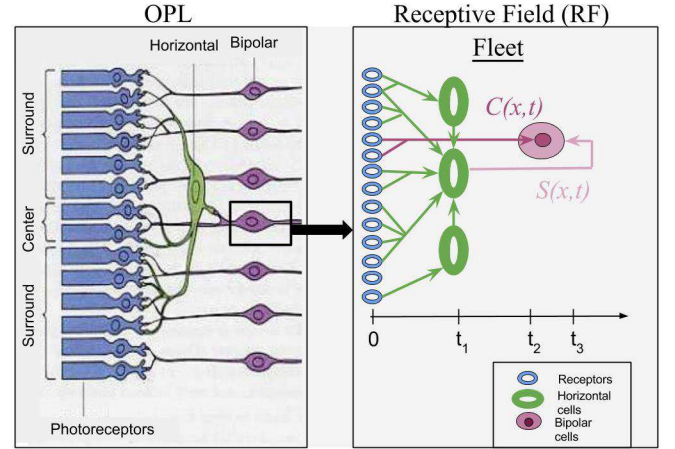 OPL
Receptive Field (RF)
Horizontal
Bipolar
Surround
Center
Surround
Photoreceptors
Fleet
C(x,t)
S(x,t)
0
t1
t2
t3
Receptors
Horizontal
cells
Bipolar
cells